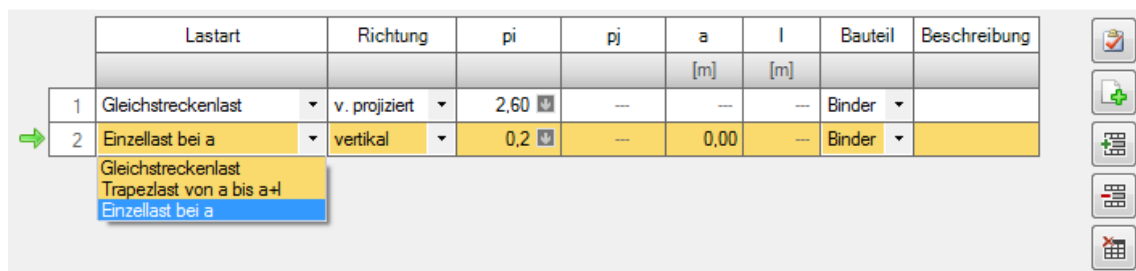 Lastart Richtung pi pj a l Bauteil Beschreibung
[m] [m]
1 Gleichstreckenlast v. projiziert 2,60 --- --- --- Binder
2 Einzellast bei a vertikal 0,2 --- 0,00 --- Binder
Gleichstreckenlast
Trapezlast von a bis a+l
Einzellast bei a